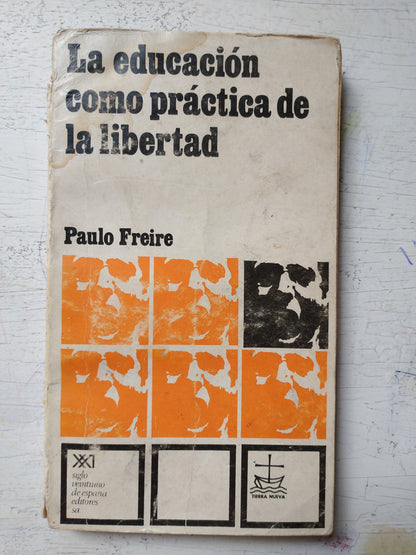 La educación
como práctica de
la libertad
Paulo Freire
XXI
siglo
veintiuno
de españa
editores
sa
TIERRA NUEVA